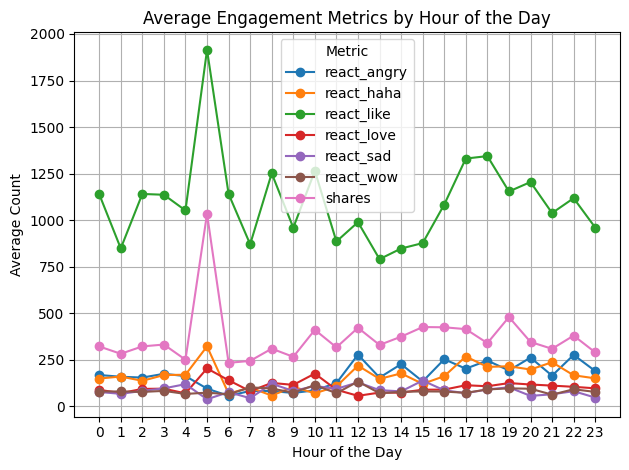 Average Engagement Metrics by Hour of the Day
2000
1750
1500
1250
1000
750
500
250
0
Average Count
Metric
react_angry
react_haha
react_like
react_love
react_sad
react_wow
shares
0 1 2 3 4 5 6 7 8 9 10 11 12 13 14 15 16 17 18 19 20 21 22 23
Hour of the Day